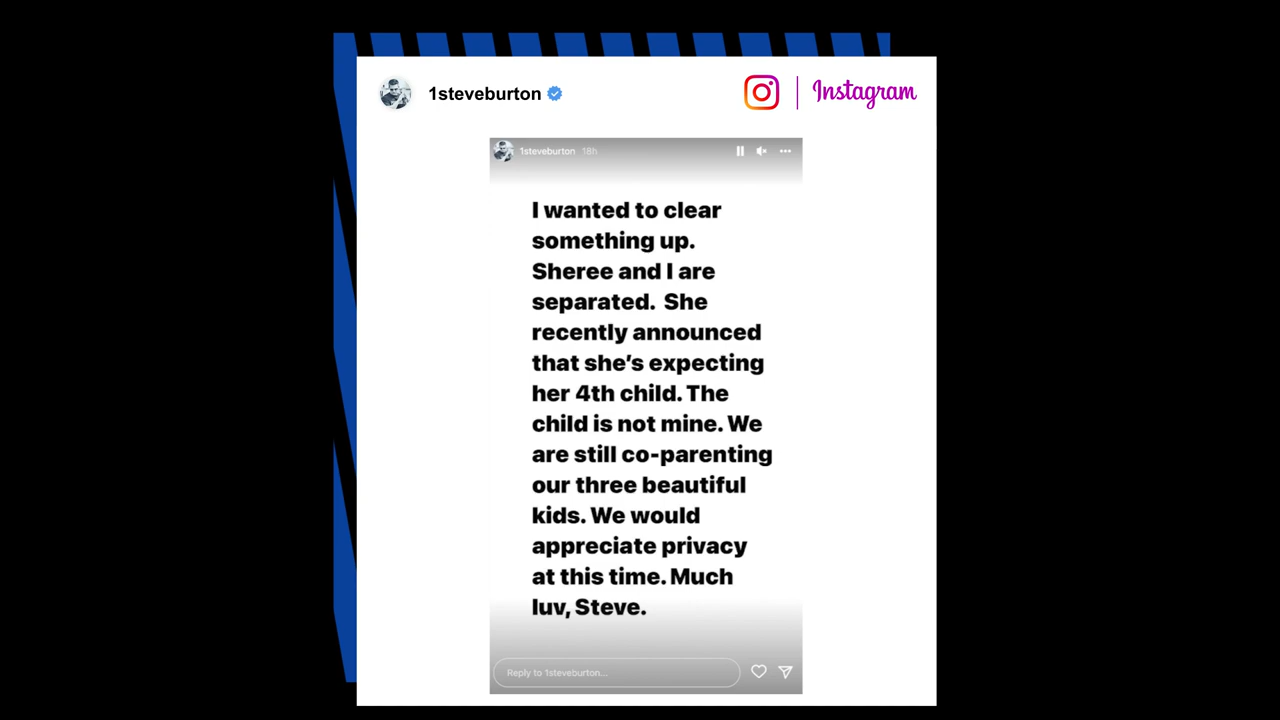 1steveburton
Instagram
1steveburton 18h
I wanted to clear
something up.
Sheree and I are
separated.  She
recently announced
that she’s expecting
her 4th child. The
child is not mine. We
are still co-parenting
our three beautiful
kids. We would
appreciate privacy
at this time. Much
luv, Steve.
Reply to 1steveburton...